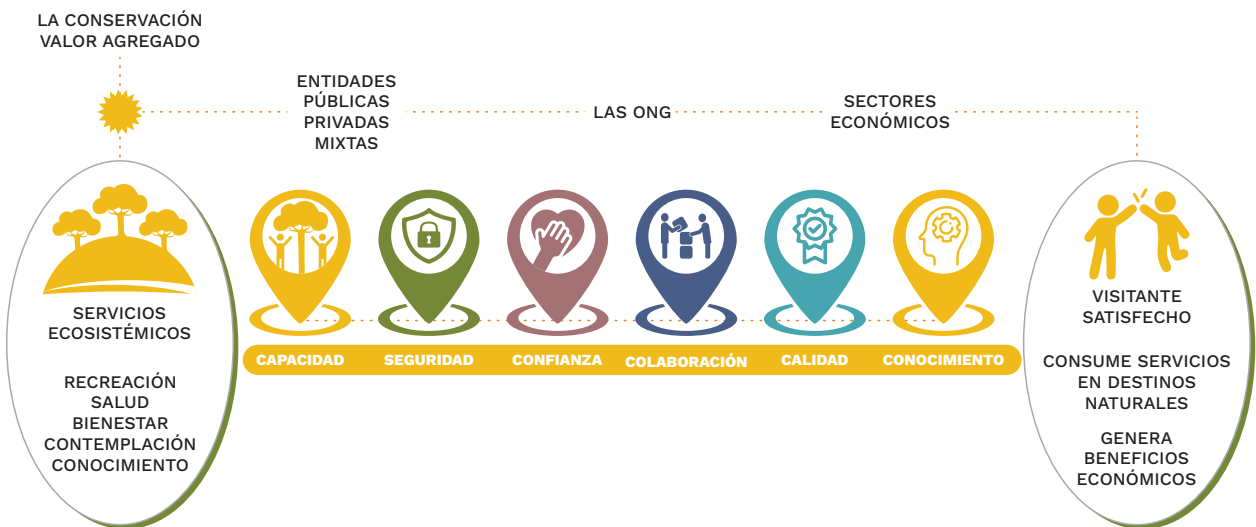 LA CONSERVACIÓN
VALOR AGREGADO
ENTIDADES
PÚBLICAS
PRIVADAS
MIXTAS
LAS ONG
SECTORES
ECONÓMICOS
SERVICIOS
ECOSISTÉMICOS
RECREACIÓN
SALUD
BIENESTAR
CONTEMPLACIÓN
CONOCIMIENTO
CAPACIDAD
SEGURIDAD
CONFIANZA
COLABORACIÓN
CALIDAD
CONOCIMIENTO
VISITANTE
SATISFECHO
CONSUME SERVICIOS
EN DESTINOS
NATURALES
GENERA
BENEFICIOS
ECONÓMICOS